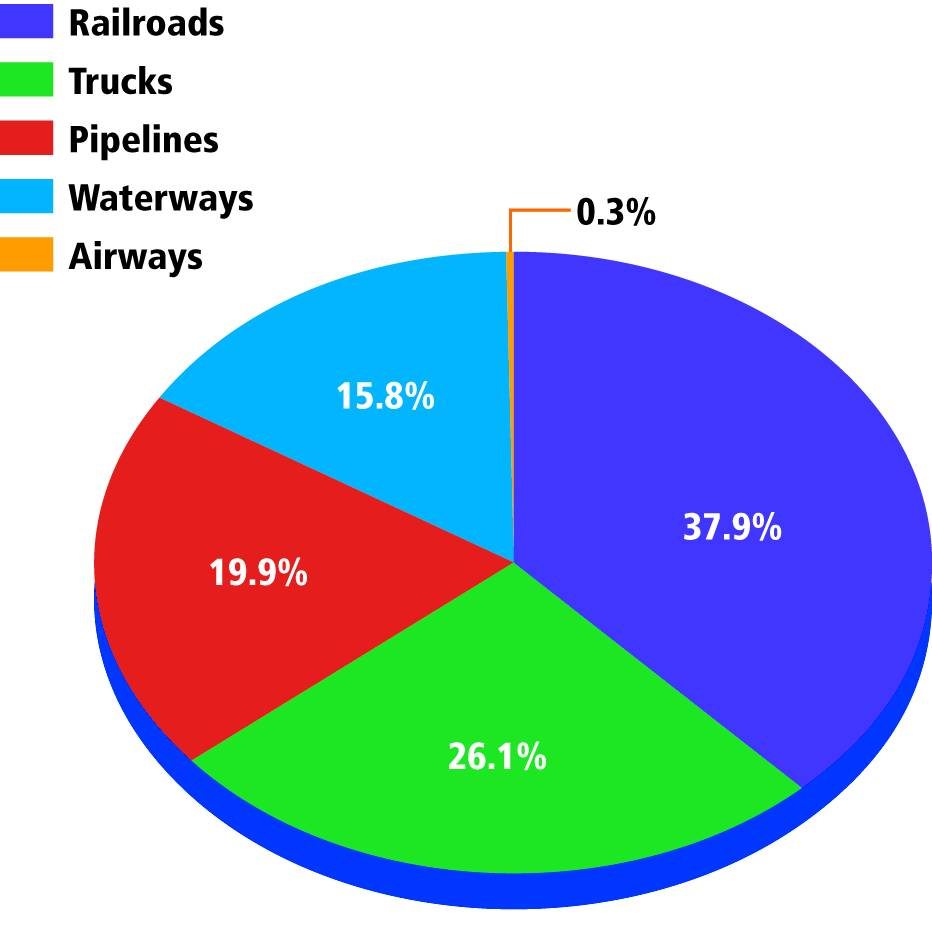 Railroads
Trucks
Pipelines
Waterways
Airways
0.3%
15.8%
37.9%
19.9%
26.1%